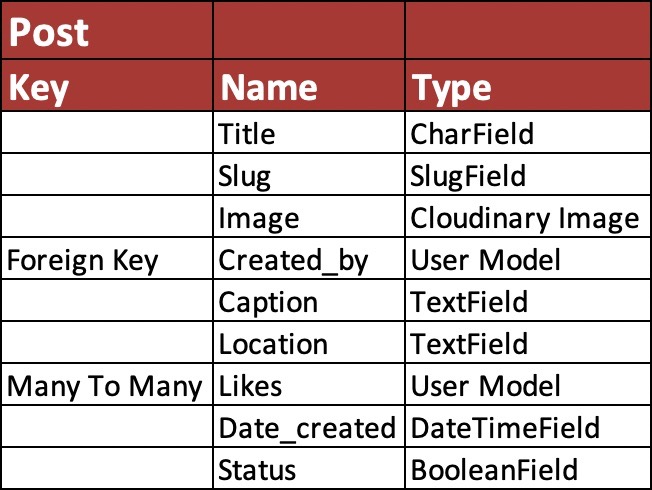 Post
Key Name Type
Title CharField
Slug SlugField
Image Cloudinary Image
Foreign Key Created_by User Model
Caption TextField
Location TextField
Many To Many Likes User Model
Date_created DateTimeField
Status BooleanField